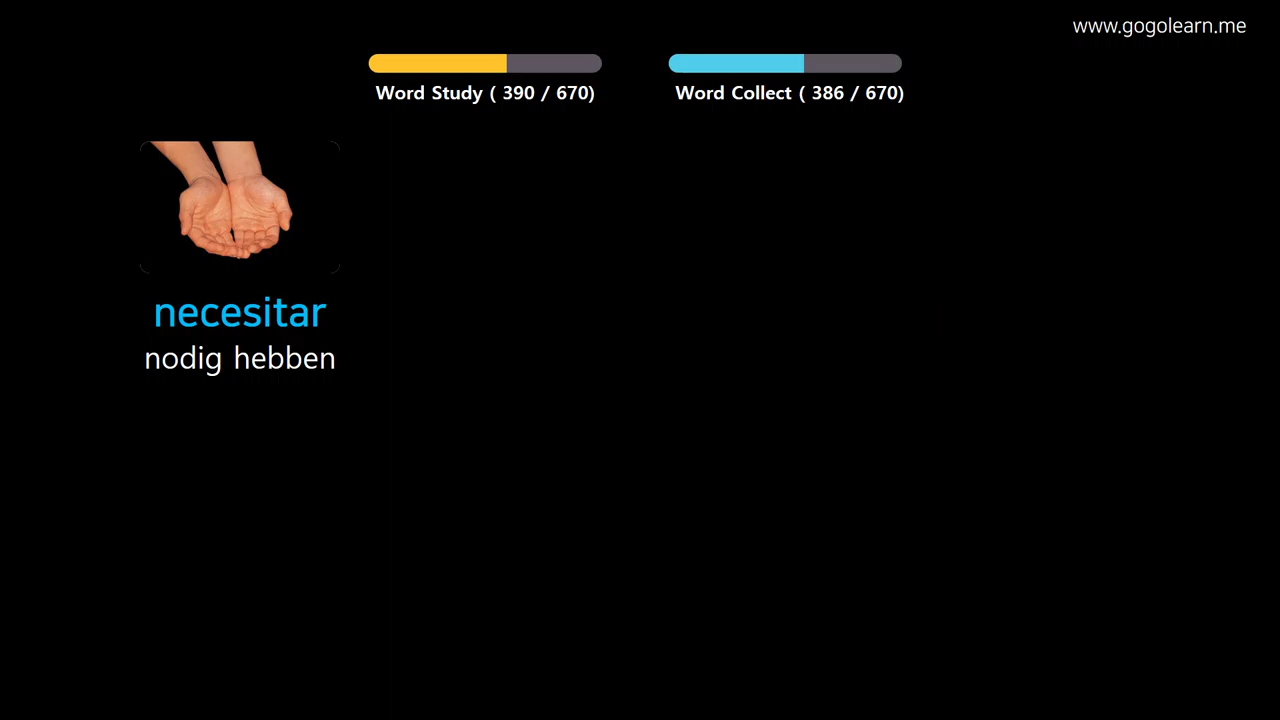 www.gogolearn.me
Word Study ( 390 / 670)
Word Collect ( 386 / 670)
necesitar
nodig hebben